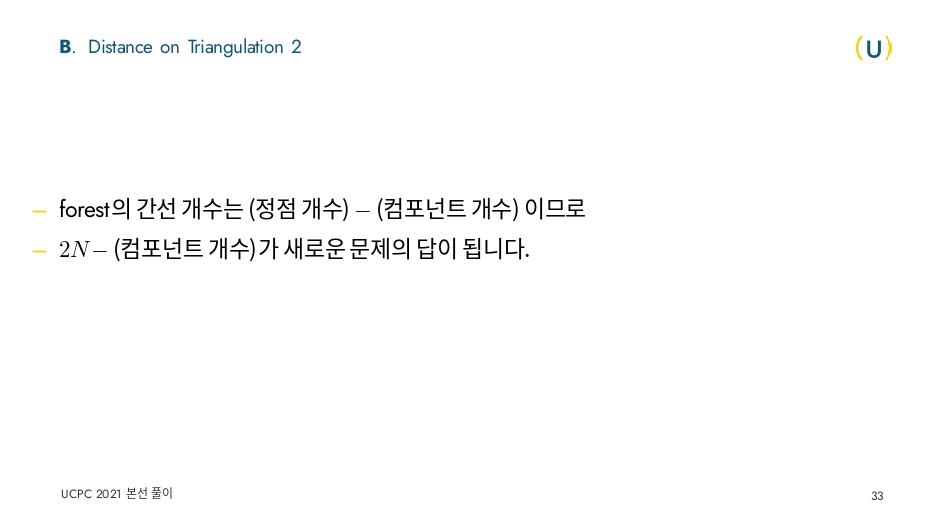 B. Distance on Triangulation 2
(U)
– forest의 간선 개수는 (정점 개수) – (컴포넌트 개수) 이므로
– 2N – (컴포넌트 개수)가 새로운 문제의 답이 됩니다.
UCPC 2021 본선 풀이
33